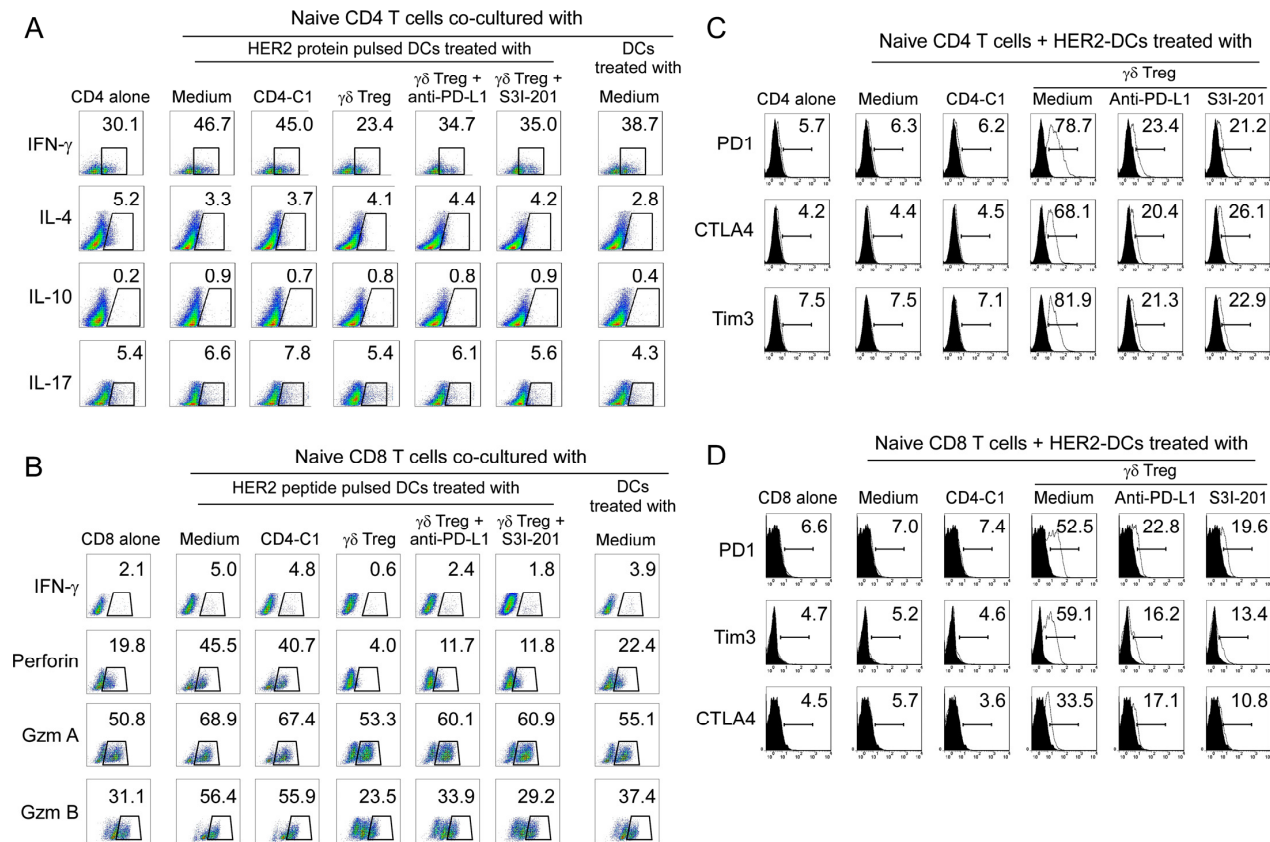 A
Naive CD4 T cells co-cultured with
HER2 protein pulsed DCs treated with
DCs treated with
CD4 alone Medium CD4-C1 γδ Treg γδ Treg + anti-PD-L1 γδ Treg + S3I-201 Medium
IFN-γ 30.1 46.7 45.0 23.4 34.7 35.0 38.7
IL-4 5.2 3.3 3.7 4.1 4.4 4.2 2.8
IL-10 0.2 0.9 0.7 0.8 0.8 0.9 0.4
IL-17 5.4 6.6 7.8 5.4 6.1 5.6 4.3
B
Naive CD8 T cells co-cultured with
HER2 peptide pulsed DCs treated with
DCs treated with
CD8 alone Medium CD4-C1 γδ Treg γδ Treg + anti-PD-L1 γδ Treg + S3I-201 Medium
IFN-γ 2.1 5.0 4.8 0.6 2.4 1.8 3.9
Perforin 19.8 45.5 40.7 4.0 11.7 11.8 22.4
Gzm A 50.8 68.9 67.4 53.3 60.1 60.9 55.1
Gzm B 31.1 56.4 55.9 23.5 33.9 29.2 37.4
C
Naive CD4 T cells + HER2-DCs treated with
γδ Treg
CD4 alone Medium CD4-C1 Medium Anti-PD-L1 S3I-201
PD1 5.7 6.3 6.2 78.7 23.4 21.2
CTLA4 4.2 4.4 4.5 68.1 20.4 26.1
Tim3 7.5 7.5 7.1 81.9 21.3 22.9
D
Naive CD8 T cells + HER2-DCs treated with
γδ Treg
CD8 alone Medium CD4-C1 Medium Anti-PD-L1 S3I-201
PD1 6.6 7.0 7.4 52.5 22.8 19.6
Tim3 4.7 5.2 4.6 59.1 16.2 13.4
CTLA4 4.5 5.7 3.6 33.5 17.1 10.8